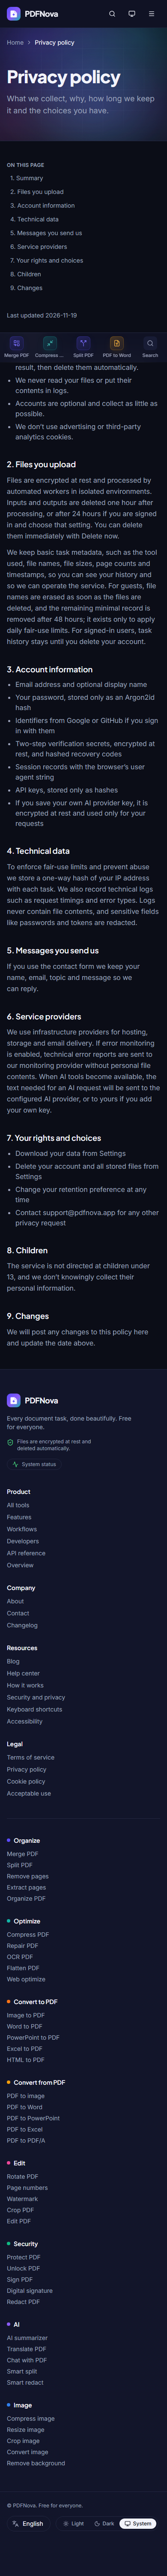 PDFNova
Home > Privacy policy
Privacy policy
What we collect, why, how long we keep
it and the choices you have.
ON THIS PAGE
1. Summary
2. Files you upload
3. Account information
4. Technical data
5. Messages you send us
6. Service providers
7. Your rights and choices
8. Children
9. Changes
Last updated 2026-11-19
Merge PDF
Compress ...
Split PDF
PDF to Word
Search
result, then delete them automatically.
We never read your files or put their
contents in logs.
Accounts are optional and collect as little as
possible.
We don't use advertising or third-party
analytics cookies.
2. Files you upload
Files are encrypted at rest and processed by
automated workers in isolated environments.
Inputs and outputs are deleted one hour after
processing, or after 24 hours if you are signed
in and choose that setting. You can delete
them immediately with Delete now.
We keep basic task metadata, such as the tool
used, file names, file sizes, page counts and
timestamps, so you can see your history and
so we can operate the service. For guests, file
names are erased as soon as the files are
deleted, and the remaining minimal record is
removed after 48 hours; it exists only to apply
daily fair-use limits. For signed-in users, task
history stays until you delete your account.
3. Account information
Email address and optional display name
Your password, stored only as an Argon2id
hash
Identifiers from Google or GitHub if you sign
in with them
Two-step verification secrets, encrypted at
rest, and hashed recovery codes
Session records with the browser's user
agent string
API keys, stored only as hashes
If you save your own AI provider key, it is
encrypted at rest and used only for your
requests
4. Technical data
To enforce fair-use limits and prevent abuse
we store a one-way hash of your IP address
with each task. We also record technical logs
such as request timings and error types. Logs
never contain file contents, and sensitive fields
like passwords and tokens are redacted.
5. Messages you send us
If you use the contact form we keep your
name, email, topic and message so we
can reply.
6. Service providers
We use infrastructure providers for hosting,
storage and email delivery. If error monitoring
is enabled, technical error reports are sent to
our monitoring provider without personal file
contents. When AI tools become available, the
text needed for an AI request will be sent to the
configured AI provider, or to yours if you add
your own key.
7. Your rights and choices
Download your data from Settings
Delete your account and all stored files from
Settings
Change your retention preference at any
time
Contact support@pdfnova.app for any other
privacy request
8. Children
The service is not directed at children under
13, and we don't knowingly collect their
personal information.
9. Changes
We will post any changes to this policy here
and update the date above.
PDFNova
Every document task, done beautifully. Free
for everyone.
Files are encrypted at rest and
deleted automatically.
System status
Product
All tools
Features
Workflows
Developers
API reference
Overview
Company
About
Contact
Changelog
Resources
Blog
Help center
How it works
Security and privacy
Keyboard shortcuts
Accessibility
Legal
Terms of service
Privacy policy
Cookie policy
Acceptable use
Organize
Merge PDF
Split PDF
Remove pages
Extract pages
Organize PDF
Optimize
Compress PDF
Repair PDF
OCR PDF
Flatten PDF
Web optimize
Convert to PDF
Image to PDF
Word to PDF
PowerPoint to PDF
Excel to PDF
HTML to PDF
Convert from PDF
PDF to image
PDF to Word
PDF to PowerPoint
PDF to Excel
PDF to PDF/A
Edit
Rotate PDF
Page numbers
Watermark
Crop PDF
Edit PDF
Security
Protect PDF
Unlock PDF
Sign PDF
Digital signature
Redact PDF
AI
AI summarizer
Translate PDF
Chat with PDF
Smart split
Smart redact
Image
Compress image
Resize image
Crop image
Convert image
Remove background
© PDFNova. Free for everyone.
English
Light
Dark
System